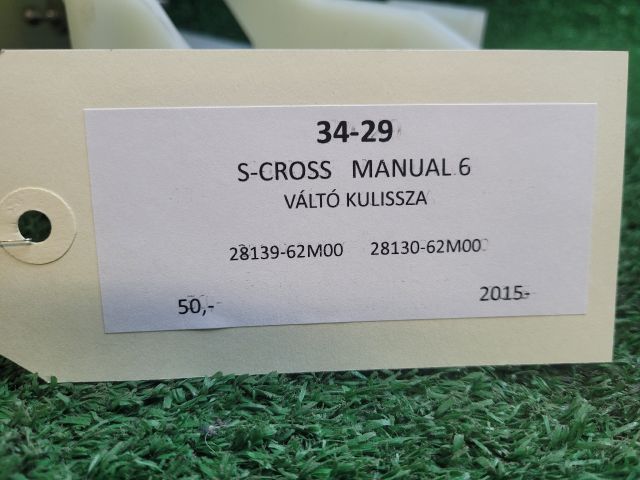 34-29
S-CROSS MANUAL 6
VÁLTÓ KULISSZA
28139-62M00 28130-62M00
50,- 2015-